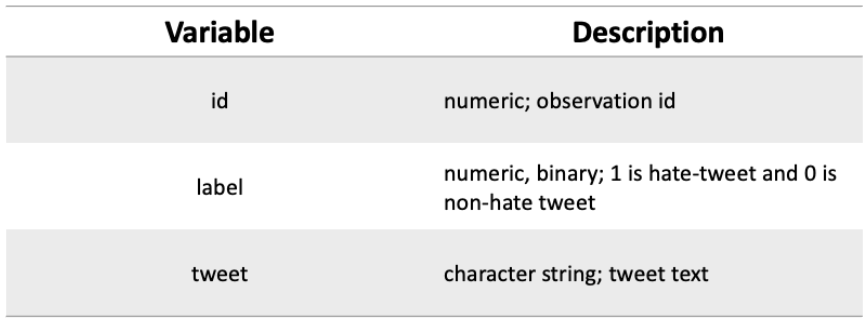 Variable Description
id numeric; observation id
label numeric, binary; 1 is hate-tweet and 0 is
non-hate tweet
tweet character string; tweet text